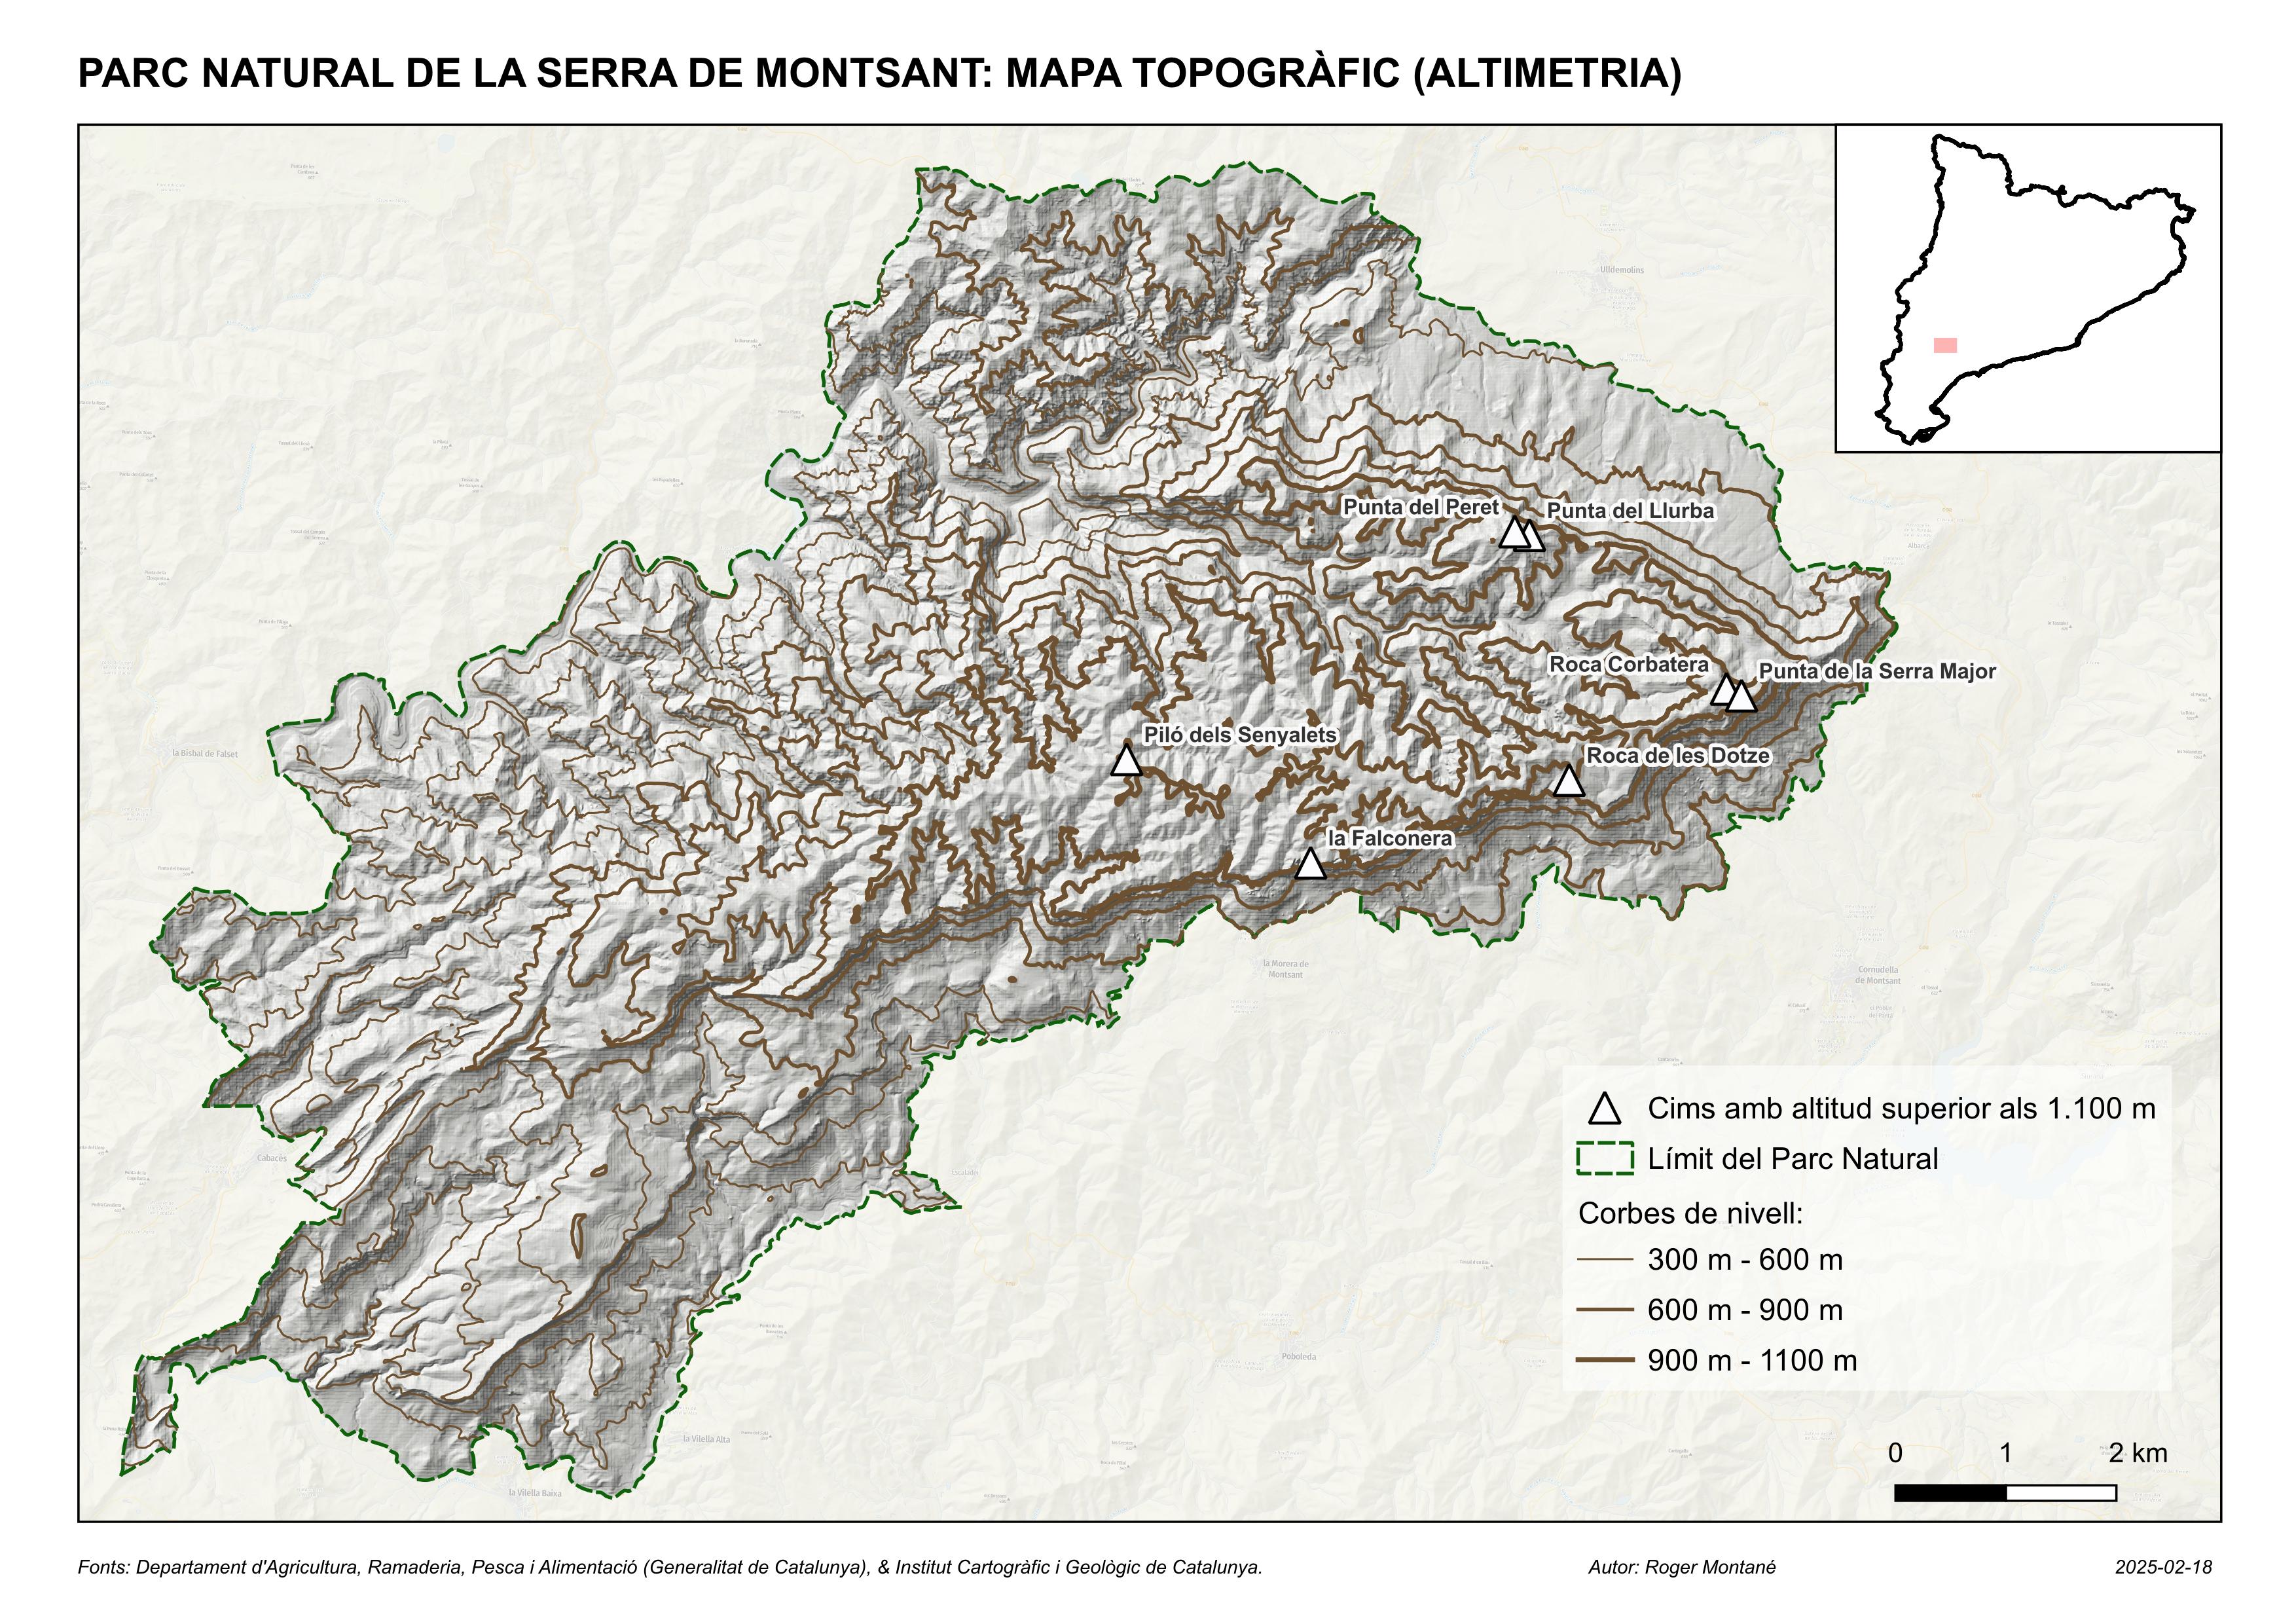 PARC NATURAL DE LA SERRA DE MONTSANT: MAPA TOPOGRÀFIC (ALTIMETRIA)
Ulldemolins
Punta del Peret
Punta del Llurba
Albarca
Roca Corbatera
Punta de la Serra Major
Piló dels Senyalets
la Bisbal de Falset
Roca de les Dotze
la Falconera
la Morera de
Montsant
Cornudella
de Montsant
Cabacés
Escaladei
Cims amb altitud superior als 1.100 m
Límit del Parc Natural
Corbes de nivell:
300 m - 600 m
600 m - 900 m
900 m - 1100 m
Poboleda
la Vilella Alta
la Vilella Baixa
0 1 2 km
Fonts: Departament d'Agricultura, Ramaderia, Pesca i Alimentació (Generalitat de Catalunya), & Institut Cartogràfic i Geològic de Catalunya.
Autor: Roger Montané
2025-02-18